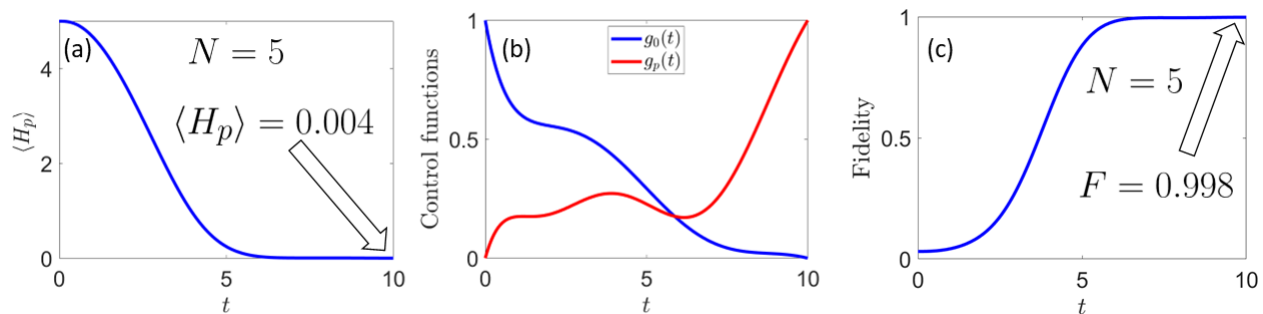 (a)
N = 5
⟨H_p⟩ = 0.004
⟨H_p⟩
4
2
0
0
5
10
t
(b)
g_0(t)
g_p(t)
Control functions
1
0.5
0
0
5
10
t
(c)
N = 5
F = 0.998
Fidelity
1
0.5
0
0
5
10
t